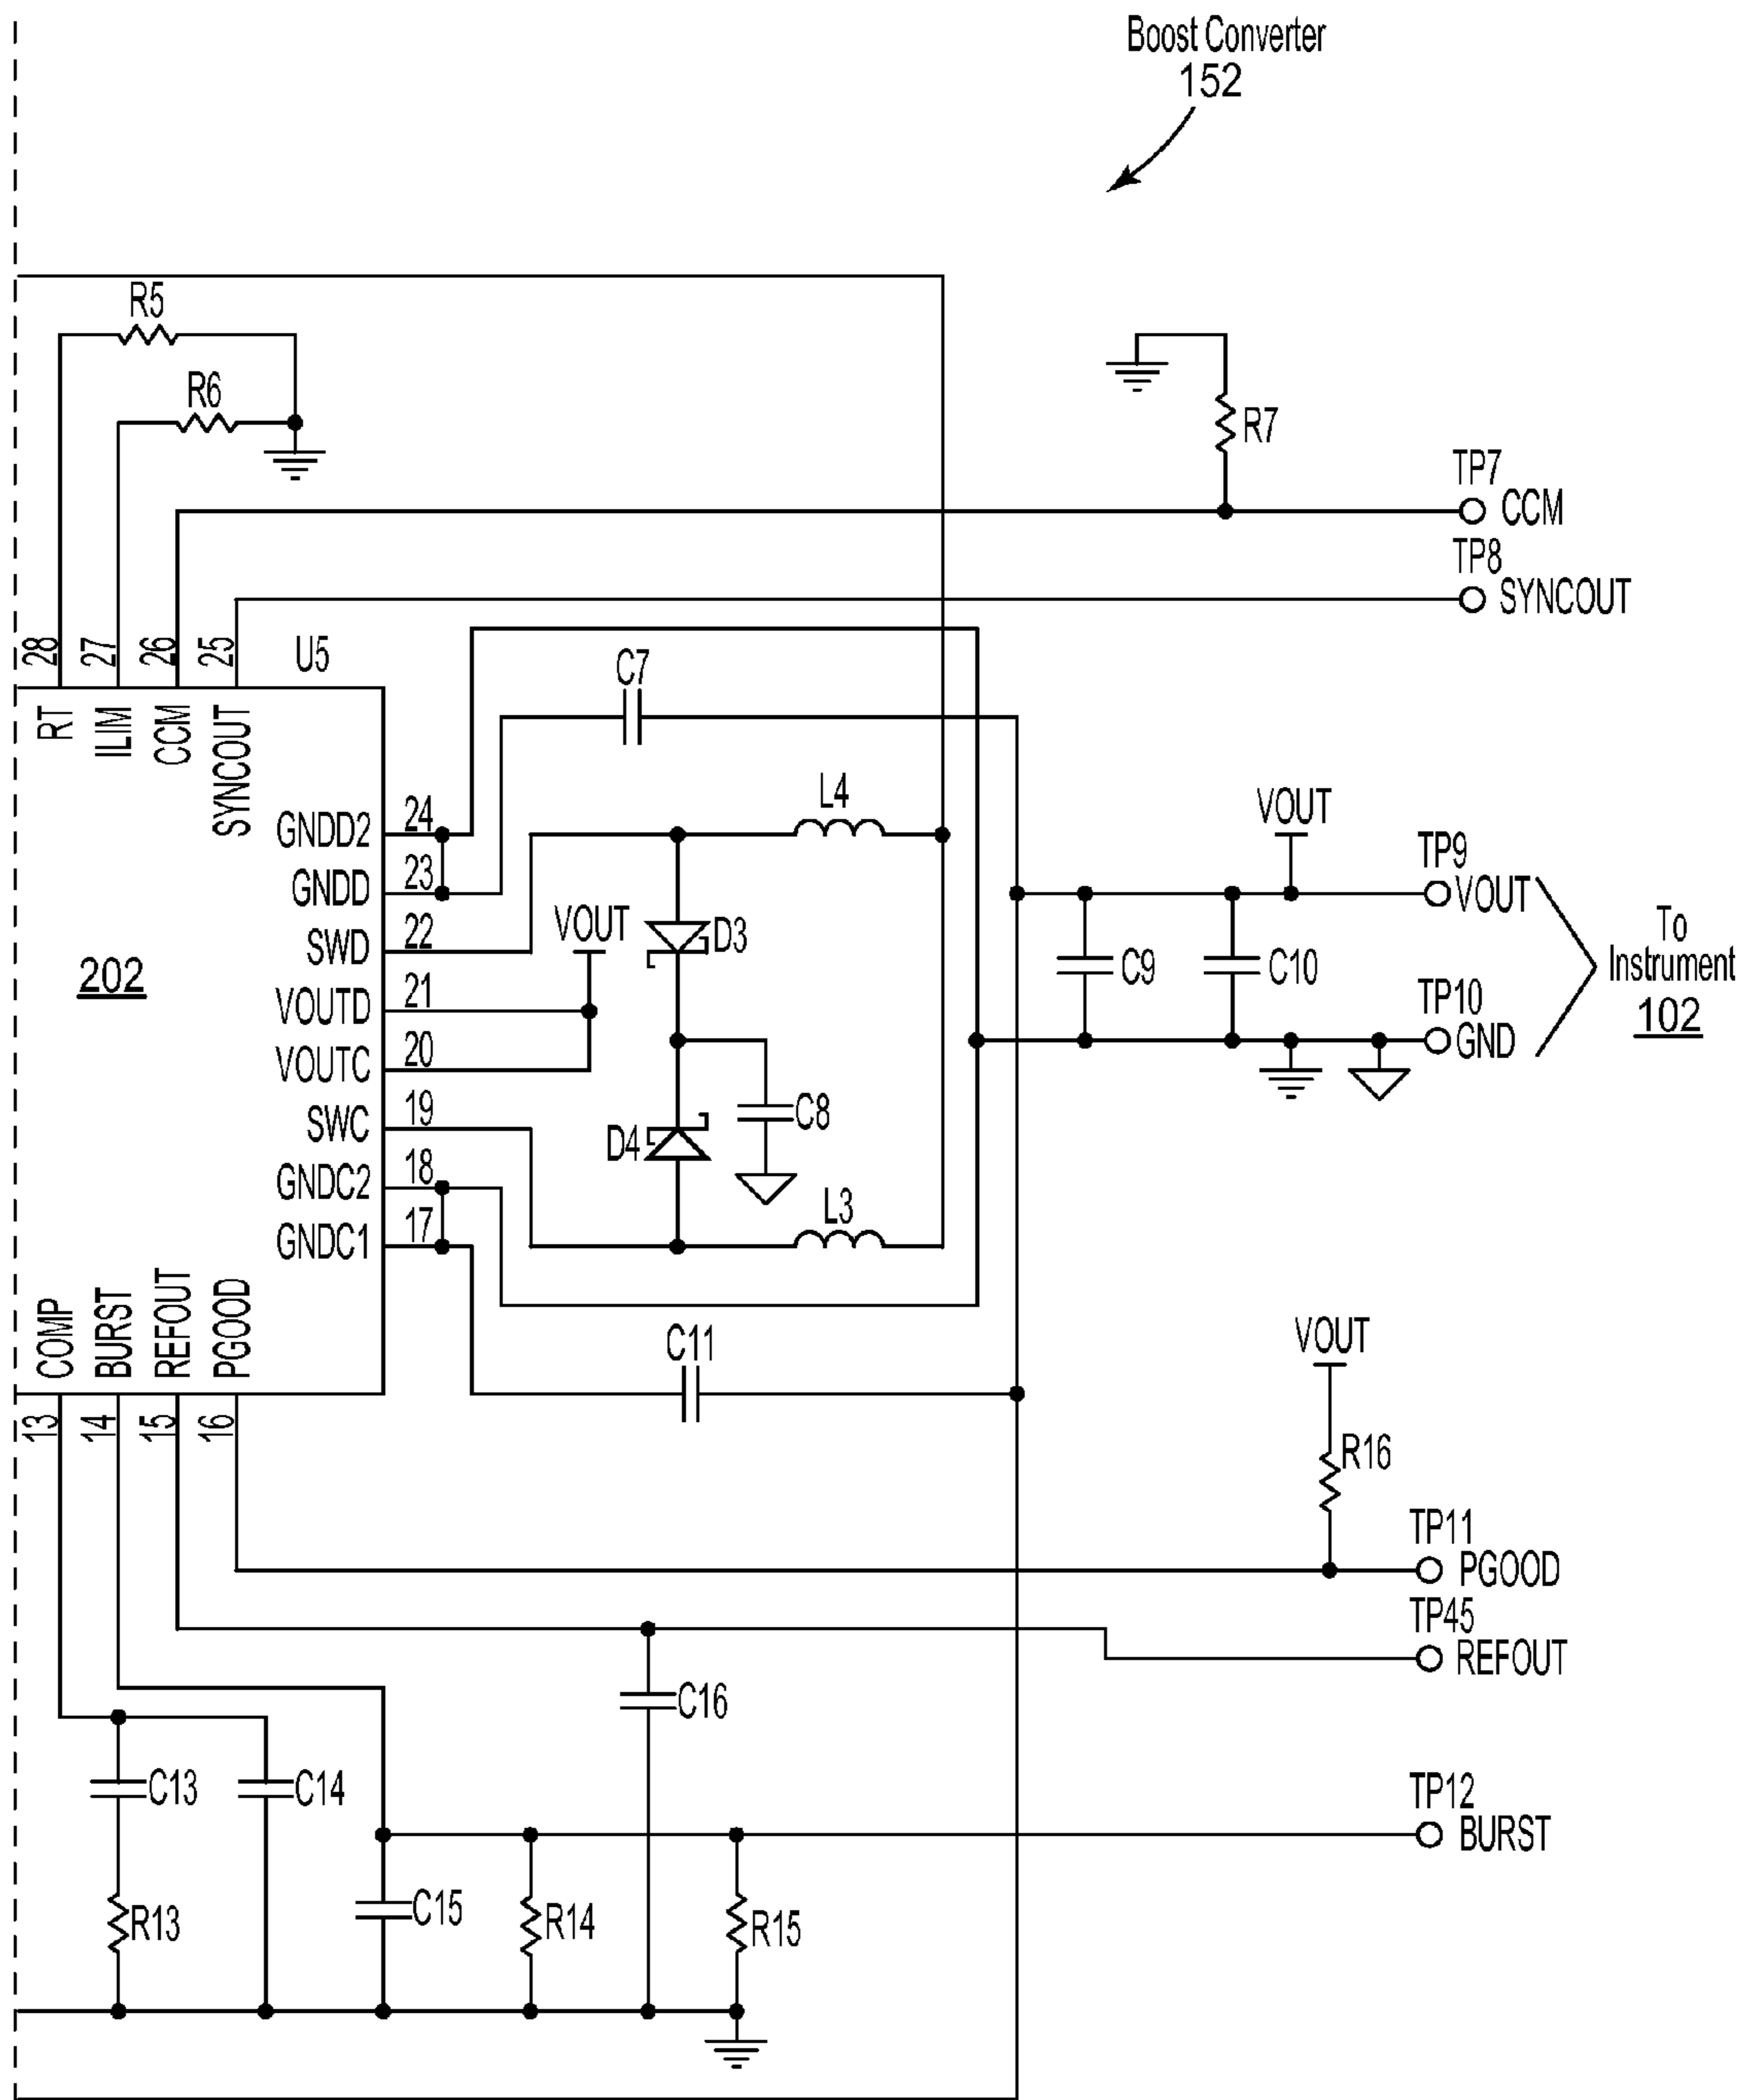 Boost Converter
152
R5
R6
R7
TP7
CCM
TP8
SYNCOUT
28
27
26
25
U5
RT
ILIM
CCM
SYNCOUT
C7
L4
GNDD2
24
GNDD
23
SWD
22
VOUT
D3
VOUTD
21
VOUTC
20
SWC
19
D4
C8
GNDC2
18
GNDC1
17
L3
202
VOUT
TP9
VOUT
C9
C10
TP10
GND
To
Instrument
102
COMP
BURST
REFOUT
PGOOD
13
14
15
16
C11
VOUT
R16
TP11
PGOOD
TP45
REFOUT
C16
C13
C14
TP12
BURST
R13
C15
R14
R15